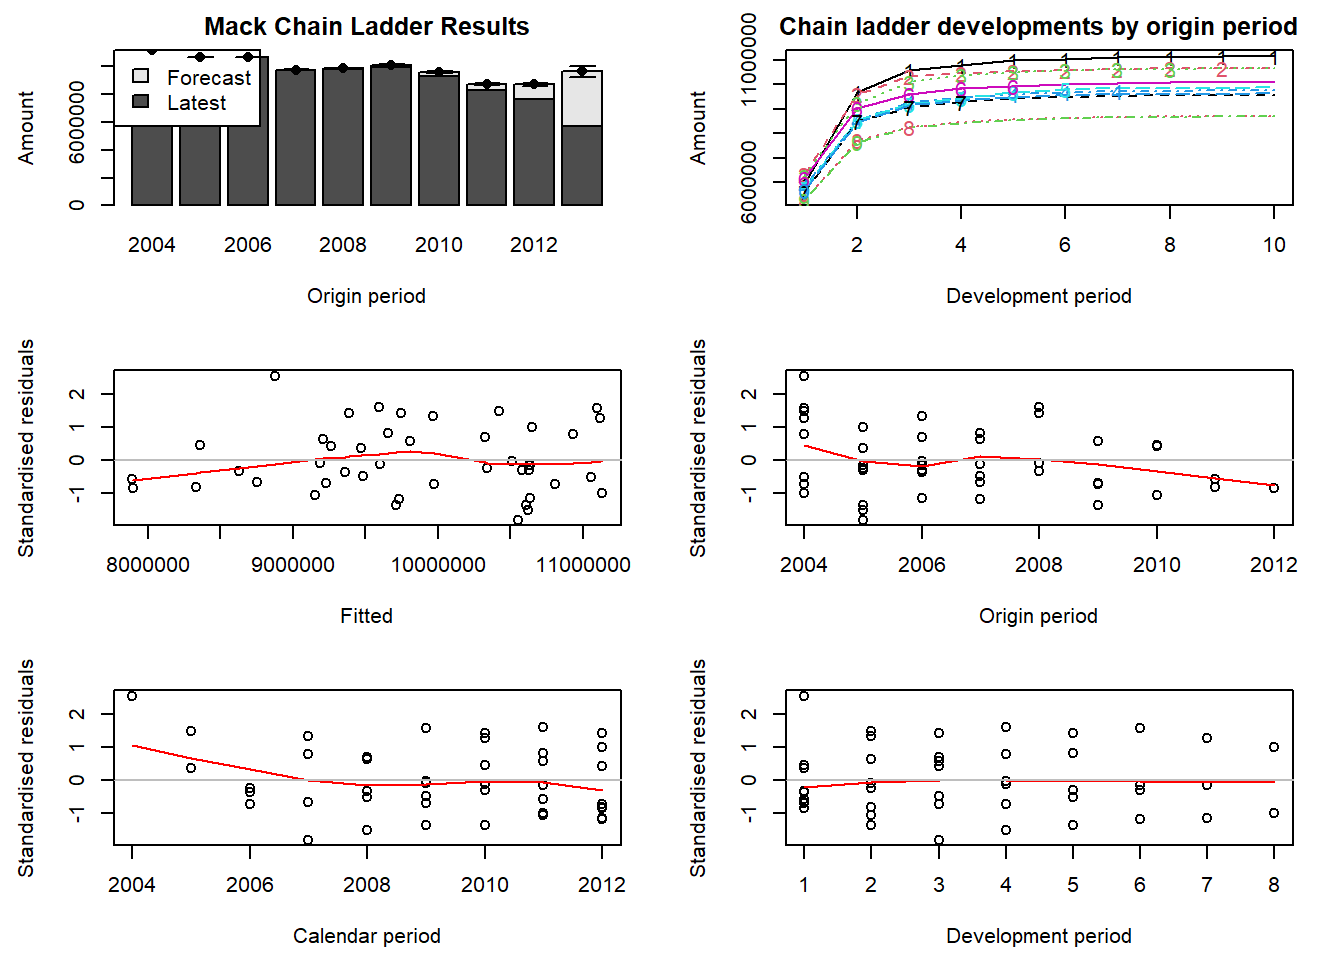 Mack Chain Ladder Results
Amount
0
6000000
Forecast
Latest
2004 2006 2008 2010 2012
Origin period
Chain ladder developments by origin period
Amount
6000000
11000000
2 4 6 8 10
Development period
Standardised residuals
-1 0 1 2
8000000 9000000 10000000 11000000
Fitted
Standardised residuals
-1 0 1 2
2004 2006 2008 2010 2012
Origin period
Standardised residuals
-1 0 1 2
2004 2006 2008 2010 2012
Calendar period
Standardised residuals
-1 0 1 2
1 2 3 4 5 6 7 8
Development period